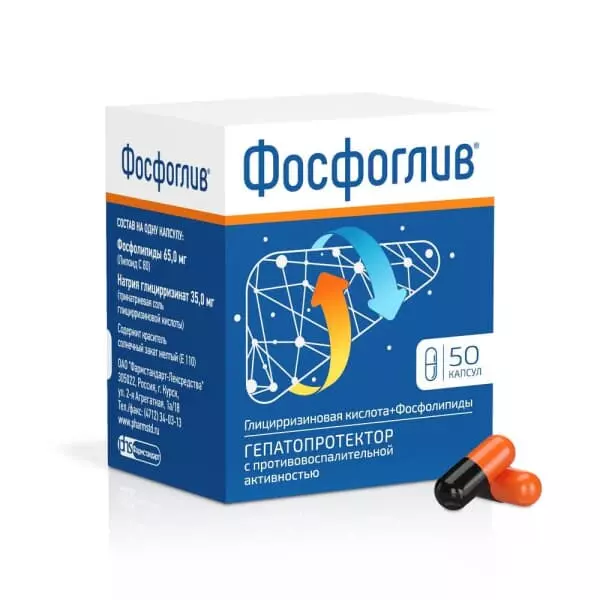 Фосфоглив®
СОСТАВ НА ОДНУ КАПСУЛУ:
Фосфолипиды 65,0 мг
(Липоид С 80)
Натрия глицирризинат 35,0 мг
(тринатриевая соль
глицирризиновой кислоты)
Содержит краситель
солнечный закат желтый (Е 110)
ОАО "Фармстандарт-Лексредства"
305022, Россия, г. Курск,
ул. 2-я Агрегатная, 1а/18
Тел./факс: (4712) 34-03-13
www.pharmstd.ru
Фармстандарт
Фосфоглив®
50
КАПСУЛ
Глицирризиновая кислота+Фосфолипиды
ГЕПАТОПРОТЕКТОР
с противовоспалительной
активностью